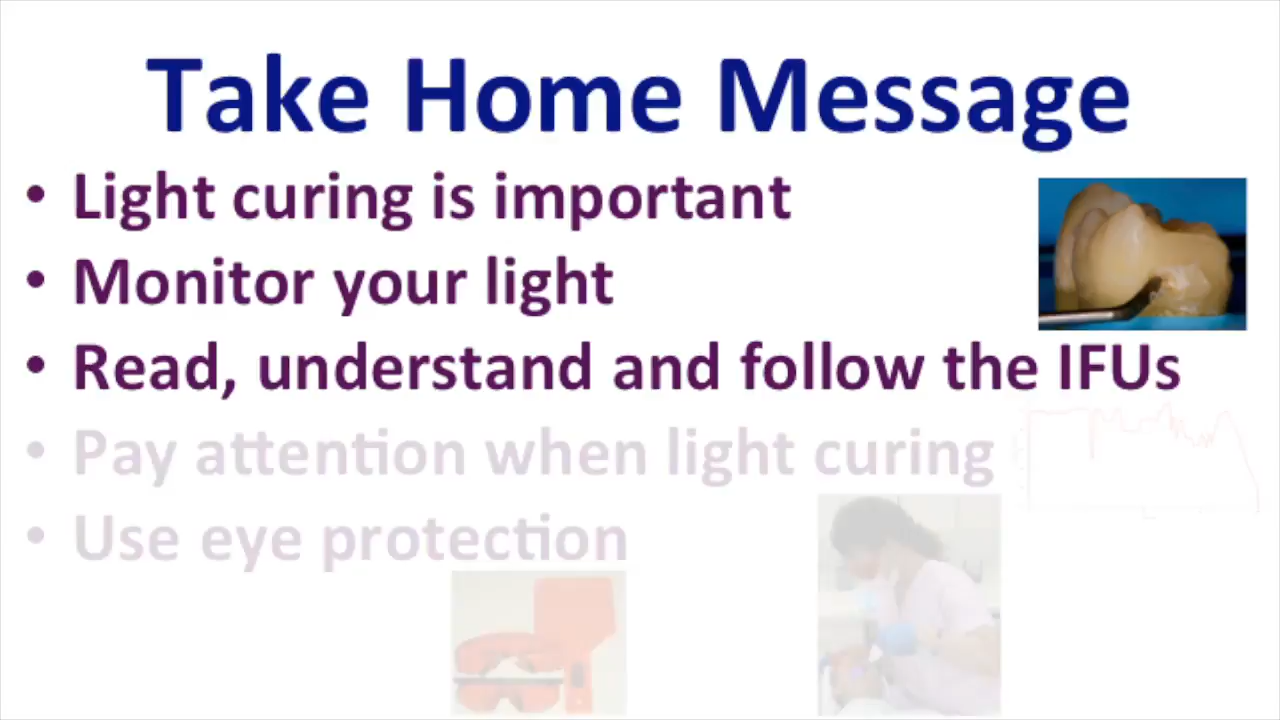 Take Home Message
• Light curing is important
• Monitor your light
• Read, understand and follow the IFUs
• Pay attention when light curing
• Use eye protection